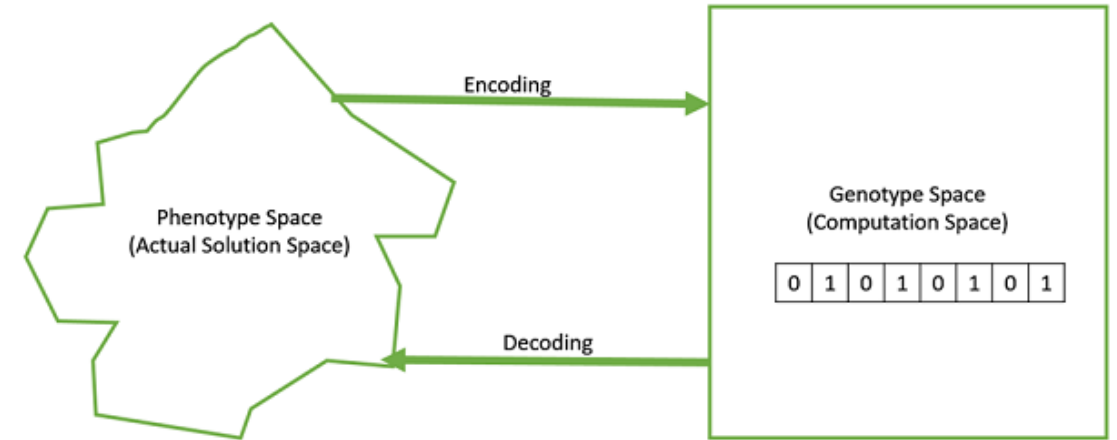 Encoding
Phenotype Space
(Actual Solution Space)
Genotype Space
(Computation Space)
0 1 0 1 0 1 0 1
Decoding